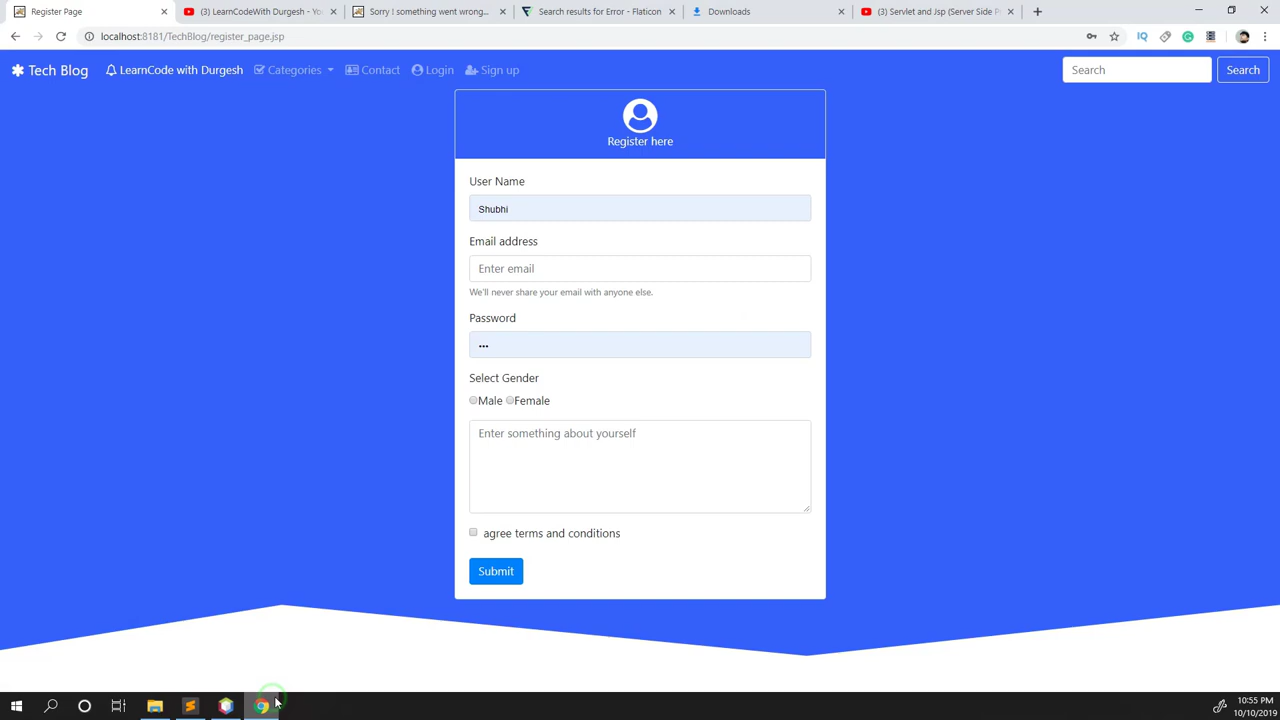 Register Page
(3) LearnCodeWith Durgesh - Yo
Sorry ! something went wrong...
Search results for Error - Flaticon
Downloads
(3) Servlet and Jsp (Server Side P
localhost:8181/TechBlog/register_page.jsp
Tech Blog
LearnCode with Durgesh
Categories
Contact
Login
Sign up
Search
Search
Register here
User Name
Shubhi
Email address
Enter email
We'll never share your email with anyone else.
Password
•••
Select Gender
Male Female
Enter something about yourself
agree terms and conditions
Submit
10:55 PM
10/10/2019